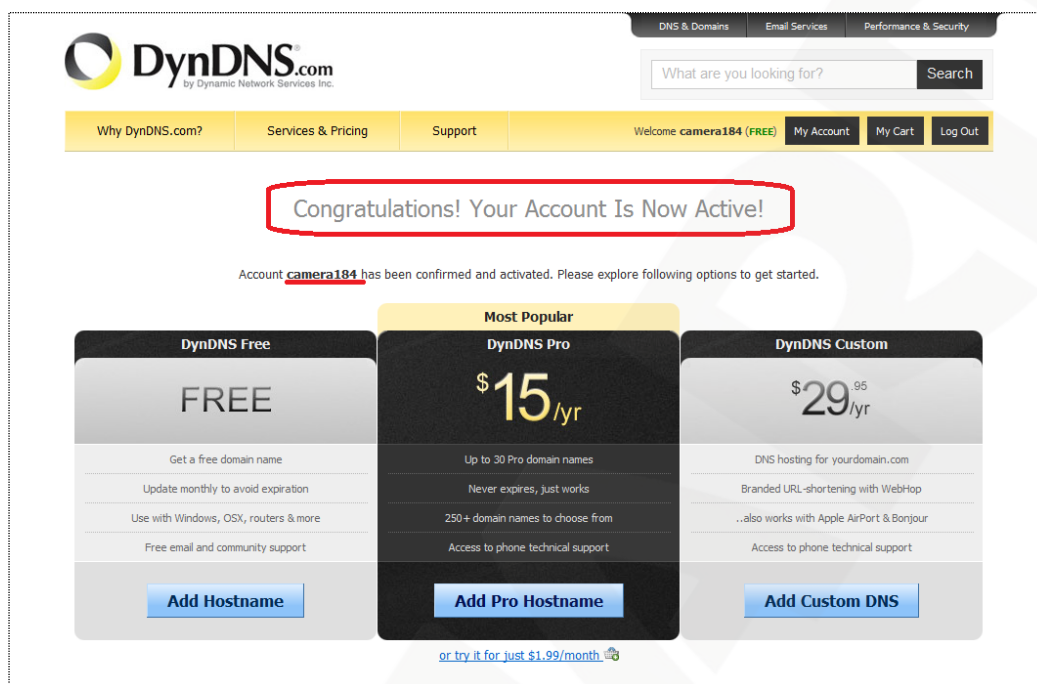 DNS & Domains Email Services Performance & Security
DynDNS.com
by Dynamic Network Services Inc.
What are you looking for? Search
Why DynDNS.com? Services & Pricing Support Welcome camera184 (FREE) My Account My Cart Log Out
Congratulations! Your Account Is Now Active!
Account camera184 has been confirmed and activated. Please explore following options to get started.
Most Popular
DynDNS Free
FREE
Get a free domain name
Update monthly to avoid expiration
Use with Windows, OSX, routers & more
Free email and community support
Add Hostname
DynDNS Pro
$15/yr
Up to 30 Pro domain names
Never expires, just works
250+ domain names to choose from
Access to phone technical support
Add Pro Hostname
or try it for just $1.99/month
DynDNS Custom
$29.95/yr
DNS hosting for yourdomain.com
Branded URL-shortening with WebHop
..also works with Apple AirPort & Bonjour
Access to phone technical support
Add Custom DNS